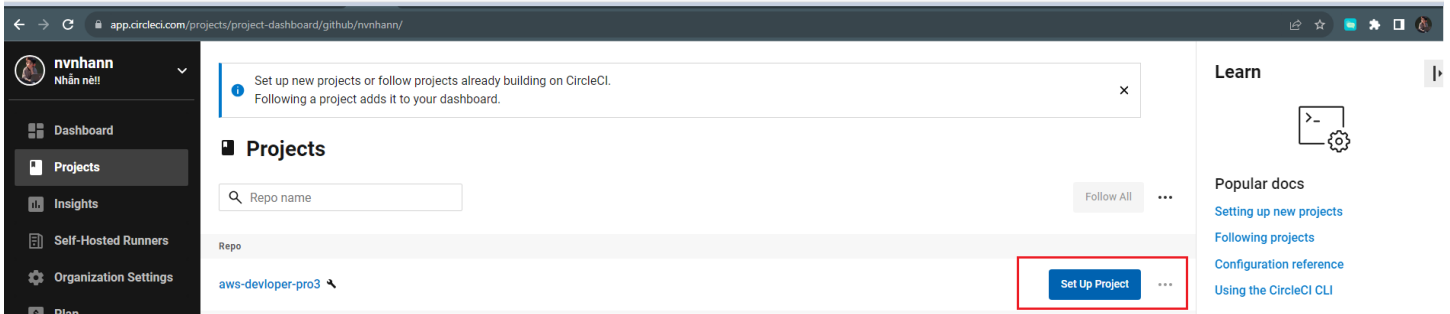 app.circleci.com/projects/project-dashboard/github/nvnhann/
nvnhann
Nhẫn nè!!
Dashboard
Projects
Insights
Self-Hosted Runners
Organization Settings
Plan
Set up new projects or follow projects already building on CircleCI.
Following a project adds it to your dashboard.
Projects
Repo name
Follow All
Repo
aws-devloper-pro3
Set Up Project
Learn
Popular docs
Setting up new projects
Following projects
Configuration reference
Using the CircleCI CLI